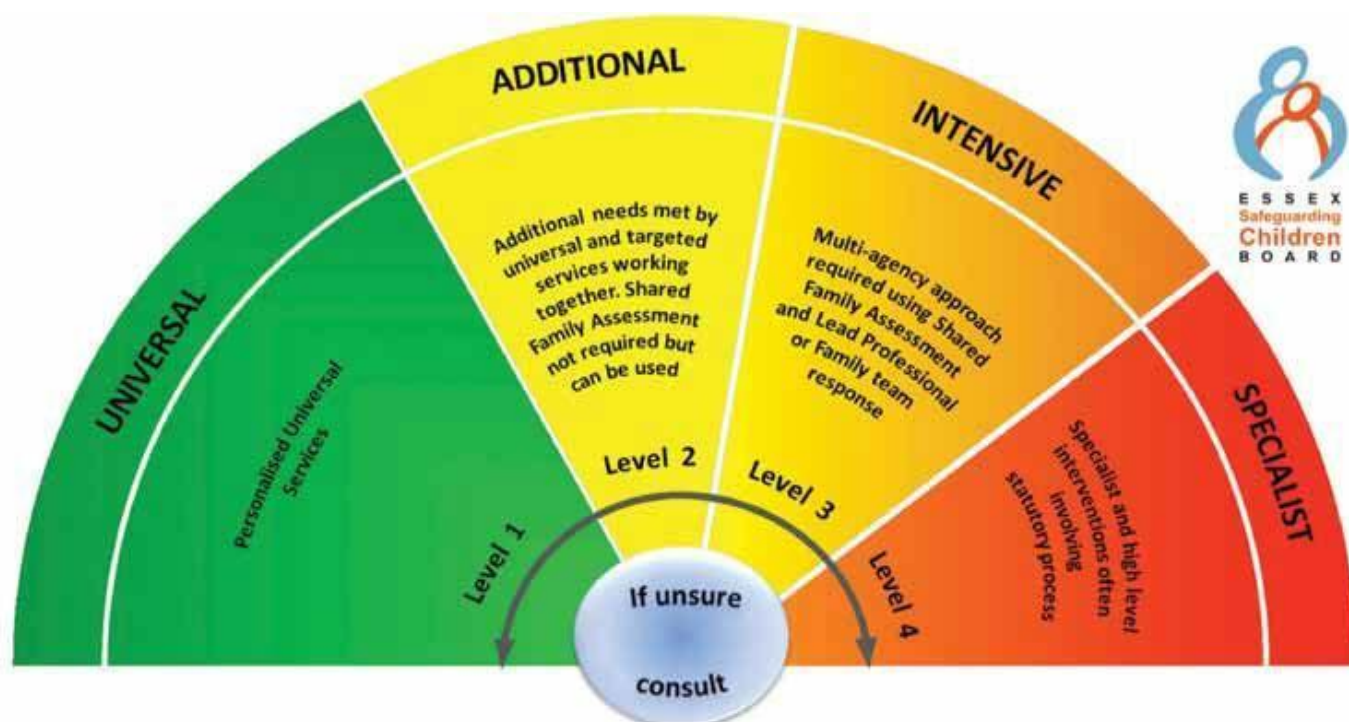 UNIVERSAL
Personalised Universal
Services
Level 1
ADDITIONAL
Additional needs met by
universal and targeted
services working
together. Shared
Family Assessment
not required but
can be used
Level 2
INTENSIVE
Multi-agency approach
required using Shared
Family Assessment
and Lead Professional
or Family team
response
Level 3
SPECIALIST
Specialist and high level
interventions often
involving
statutory process
Level 4
If unsure
consult
ESSEX
Safeguarding
Children
BOARD